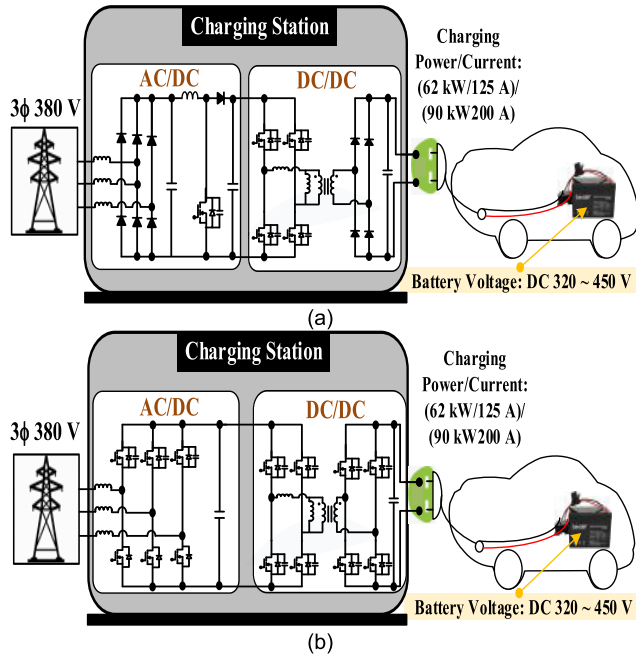 Charging Station
Charging
Power/Current:
(62 kW/125 A)/
(90 kW200 A)
AC/DC
DC/DC
3ϕ 380 V
Battery Voltage: DC 320 ~ 450 V
(a)
Charging Station
Charging
Power/Current:
(62 kW/125 A)/
(90 kW200 A)
AC/DC
DC/DC
3ϕ 380 V
Battery Voltage: DC 320 ~ 450 V
(b)